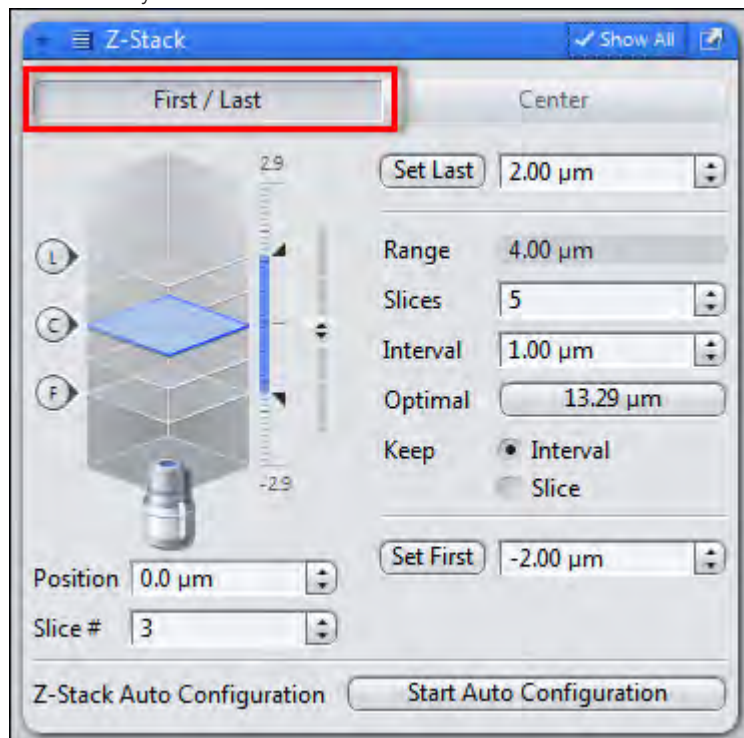 Z-Stack
Show All
First / Last
Center
2.9
Set Last 2.00 µm
L
Range 4.00 µm
Slices 5
C
Interval 1.00 µm
F
Optimal 13.29 µm
Keep Interval
-2.9
Slice
Set First -2.00 µm
Position 0.0 µm
Slice # 3
Z-Stack Auto Configuration Start Auto Configuration